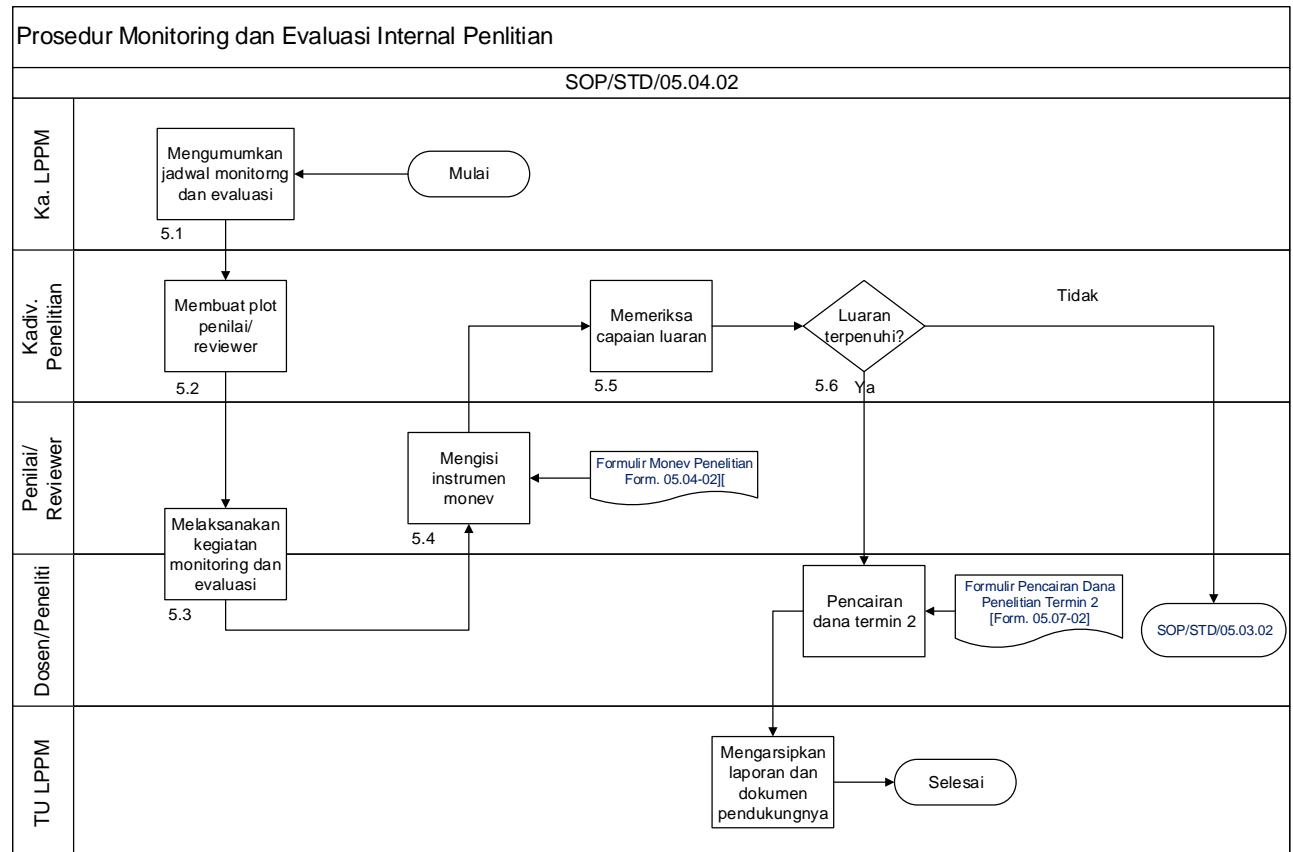 Prosedur Monitoring dan Evaluasi Internal Penlitian
SOP/STD/05.04.02
Ka. LPPM
Mengumumkan
jadwal monitorng
dan evaluasi
Mulai
5.1
Kadiv.
Penelitian
Membuat plot
penilai/
reviewer
5.2
Memeriksa
capaian luaran
5.5
Luaran
terpenuhi?
5.6
Ya
Tidak
Penilai/
Reviewer
Mengisi
instrumen
monev
5.4
Formulir Monev Penelitian
Form. 05.04-02][
Melaksanakan
kegiatan
monitoring dan
evaluasi
5.3
Dosen/Peneliti
Pencairan
dana termin 2
Formulir Pencairan Dana
Penelitian Termin 2
[Form. 05.07-02]
SOP/STD/05.03.02
TU LPPM
Mengarsipkan
laporan dan
dokumen
pendukungnya
Selesai